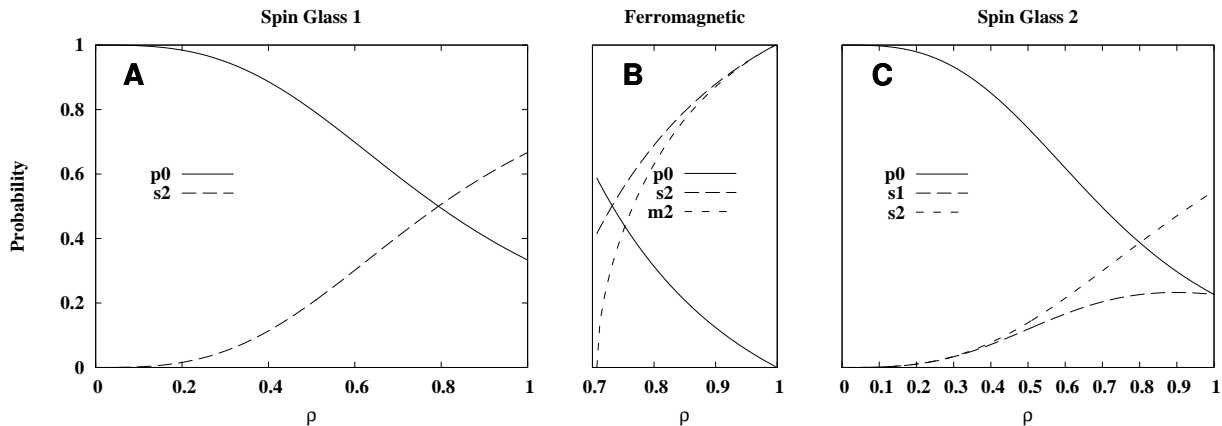 Spin Glass 1
Ferromagnetic
Spin Glass 2
Probability
1
0.8
0.6
0.4
0.2
0
A
p0
s2
0 0.2 0.4 0.6 0.8 1
ρ
B
p0
s2
m2
0.7 0.8 0.9 1
ρ
C
p0
s1
s2
0 0.1 0.2 0.3 0.4 0.5 0.6 0.7 0.8 0.9 1
ρ